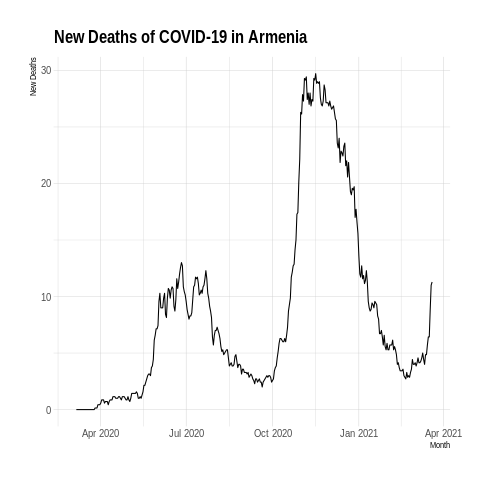 New Deaths of COVID-19 in Armenia
New Deaths
30
20
10
0
Apr 2020 Jul 2020 Oct 2020 Jan 2021 Apr 2021
Month